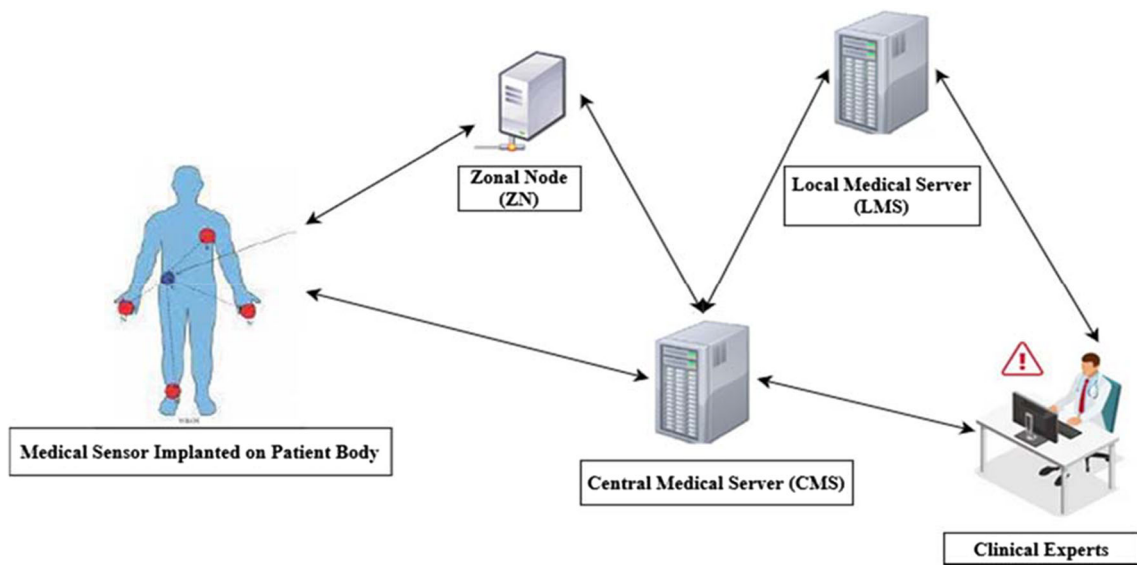 Zonal Node
(ZN)
Local Medical Server
(LMS)
Medical Sensor Implanted on Patient Body
Central Medical Server (CMS)
Clinical Experts